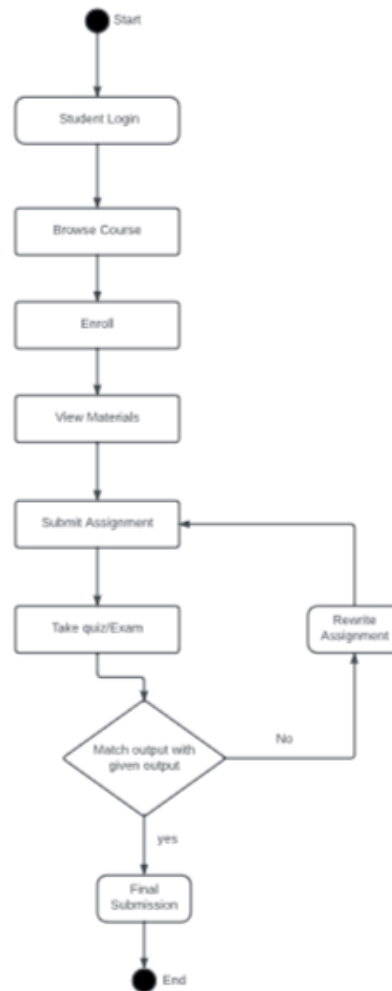 Start
Student Login
Browse Course
Enroll
View Materials
Submit Assignment
Take quiz/Exam
Rewrite
Assignment
Match output with
given output
No
yes
Final
Submission
End